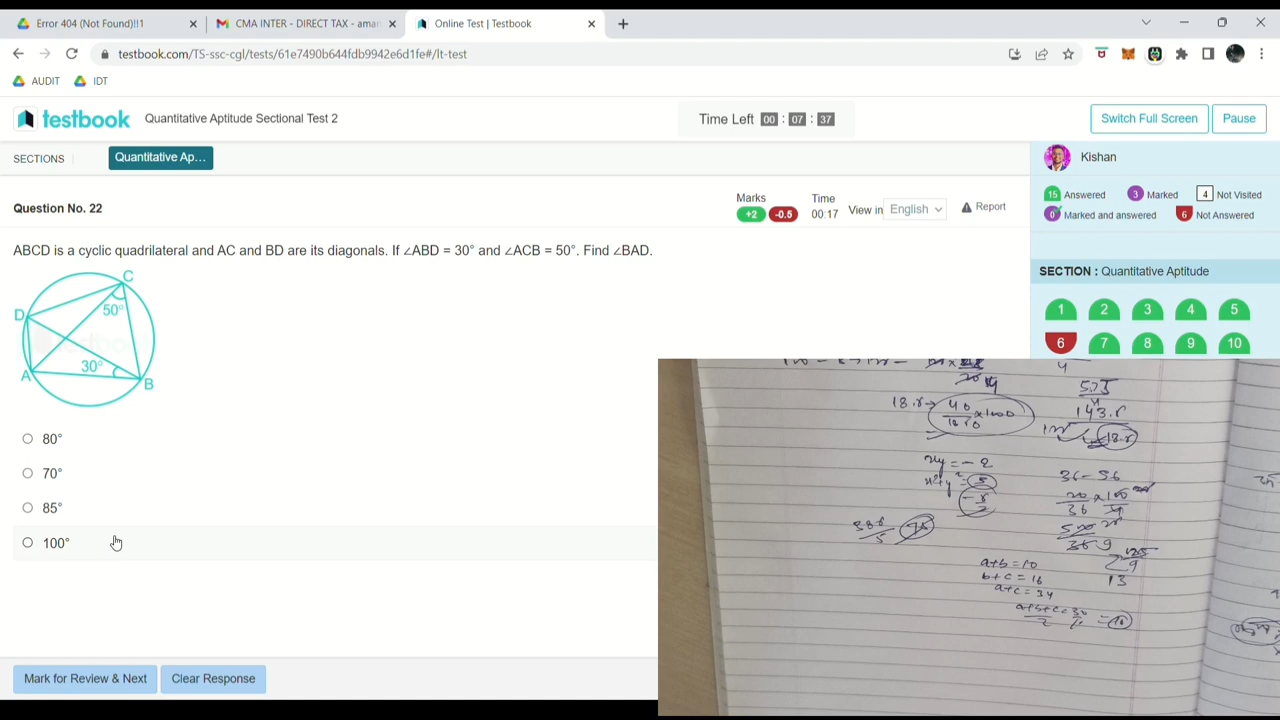 Error 404 (Not Found)!!1
CMA INTER - DIRECT TAX - aman
Online Test | Testbook
testbook.com/TS-ssc-cgl/tests/61e7490b644fdb9942e6d1fe#/lt-test
AUDIT
IDT
testbook
Quantitative Aptitude Sectional Test 2
Time Left 00 : 07 : 37
Switch Full Screen
Pause
SECTIONS
Quantitative Ap...
Kishan
15 Answered
3 Marked
4 Not Visited
0 Marked and answered
6 Not Answered
Question No. 22
Marks
+2 -0.5
Time
00:17
View in English
Report
ABCD is a cyclic quadrilateral and AC and BD are its diagonals. If ∠ABD = 30° and ∠ACB = 50°. Find ∠BAD.
SECTION : Quantitative Aptitude
1 2 3 4 5
6 7 8 9 10
C
50°
D
30°
A
B
80°
70°
85°
100°
Mark for Review & Next
Clear Response
xy = - 2
36 - 56
a+b = 10
b+c = 16
a+c = 34
13